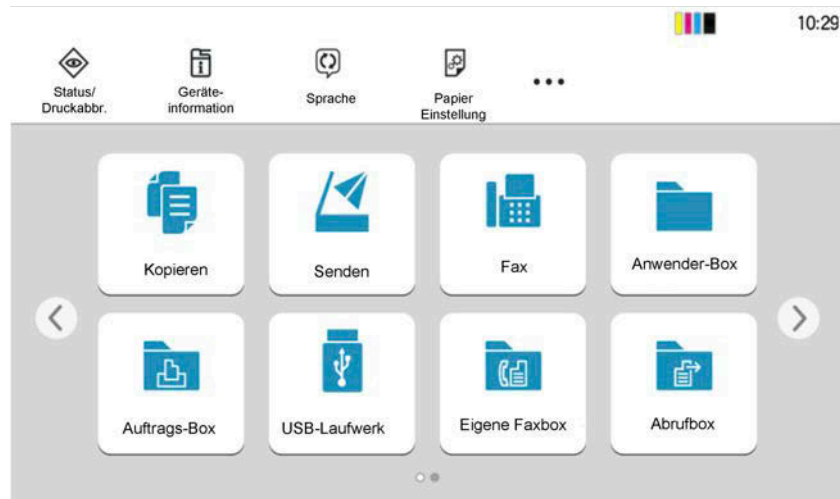 10:29
Status/
Druckabbr.
Geräte-
information
Sprache
Papier
Einstellung
Kopieren
Senden
Fax
Anwender-Box
Auftrags-Box
USB-Laufwerk
Eigene Faxbox
Abrufbox